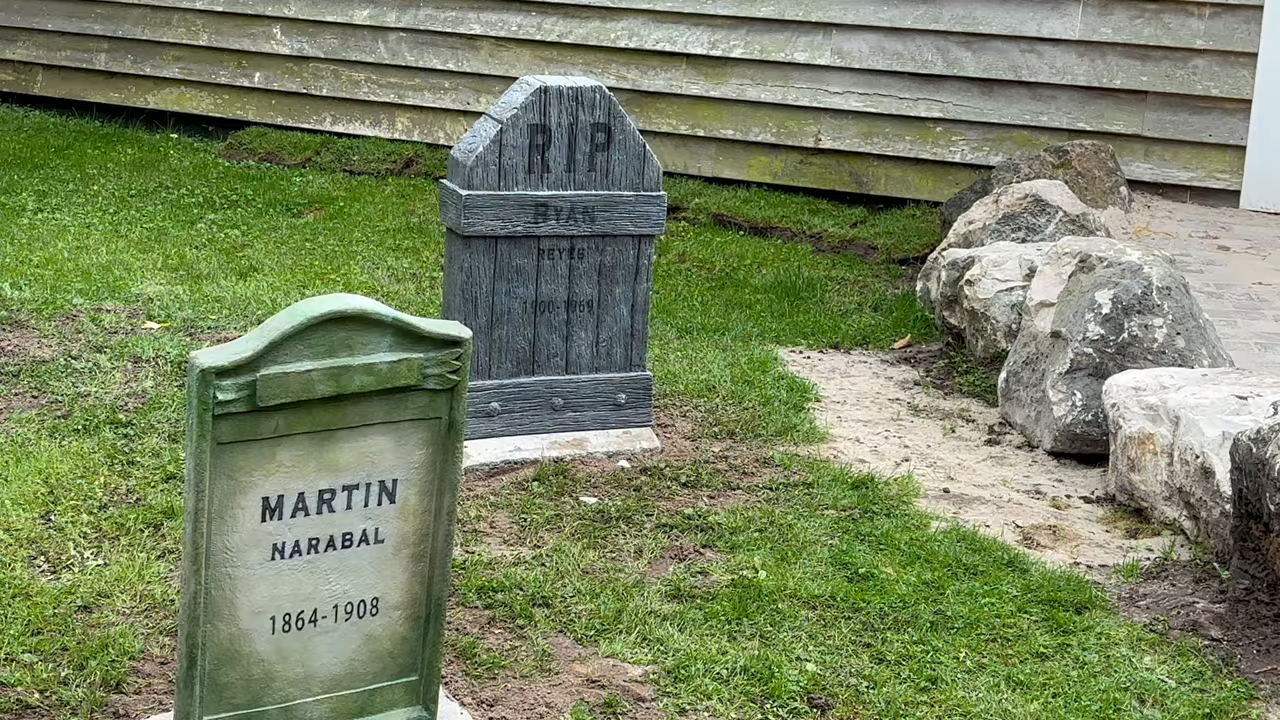 RIP
RYAN
REYES
1900-1969
MARTIN
NARABAL
1864-1908